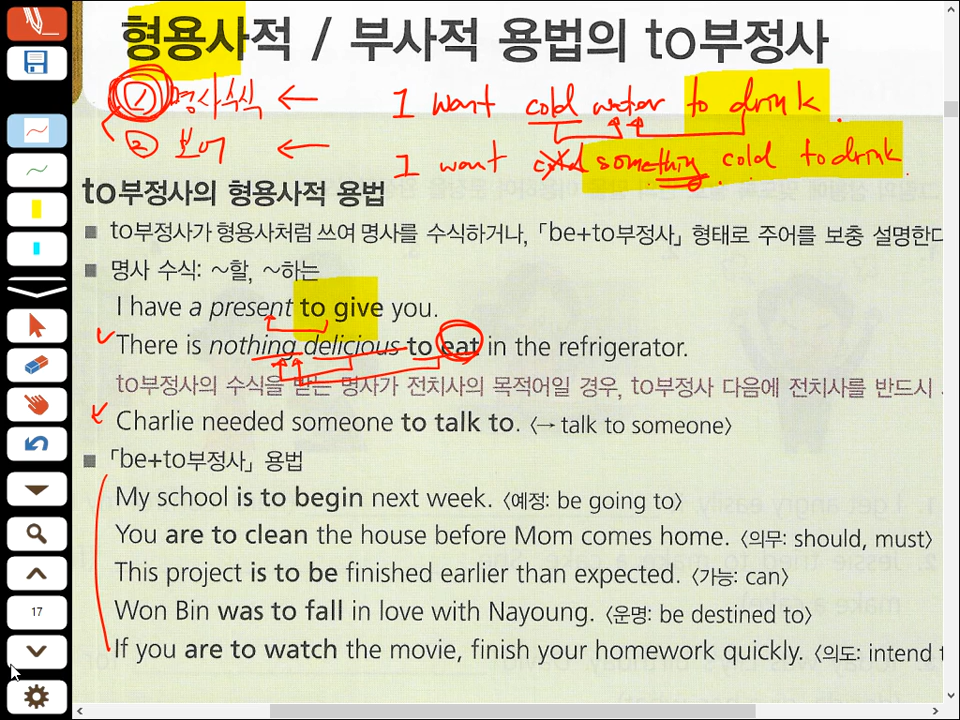 형용사적 / 부사적 용법의 to부정사
① 명사수식 ← I want cold water to drink.
② 보어 ← I want cold something cold to drink
to부정사의 형용사적 용법
■ to부정사가 형용사처럼 쓰여 명사를 수식하거나, 「be+to부정사」 형태로 주어를 보충 설명한다
■ 명사 수식: ~할, ~하는
I have a present to give you.
There is nothing delicious to eat in the refrigerator.
to부정사의 수식을 받는 명사가 전치사의 목적어일 경우, to부정사 다음에 전치사를 반드시
Charlie needed someone to talk to. <→ talk to someone>
■ 「be+to부정사」 용법
My school is to begin next week. <예정: be going to>
You are to clean the house before Mom comes home. <의무: should, must>
This project is to be finished earlier than expected. <가능: can>
Won Bin was to fall in love with Nayoung. <운명: be destined to>
If you are to watch the movie, finish your homework quickly. <의도: intend t
17